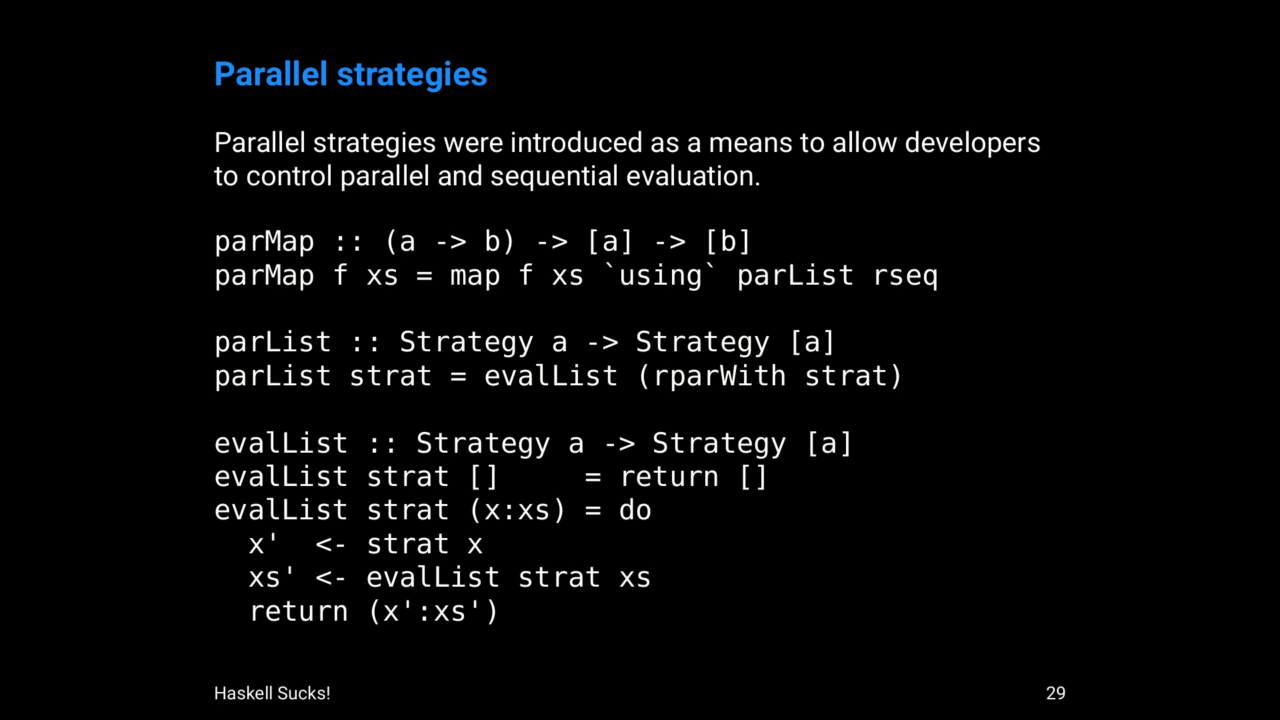 Parallel strategies
Parallel strategies were introduced as a means to allow developers
to control parallel and sequential evaluation.
parMap :: (a -> b) -> [a] -> [b]
parMap f xs = map f xs `using` parList rseq
parList :: Strategy a -> Strategy [a]
parList strat = evalList (rparWith strat)
evalList :: Strategy a -> Strategy [a]
evalList strat []     = return []
evalList strat (x:xs) = do
  x'  <- strat x
  xs' <- evalList strat xs
  return (x':xs')
Haskell Sucks!
29